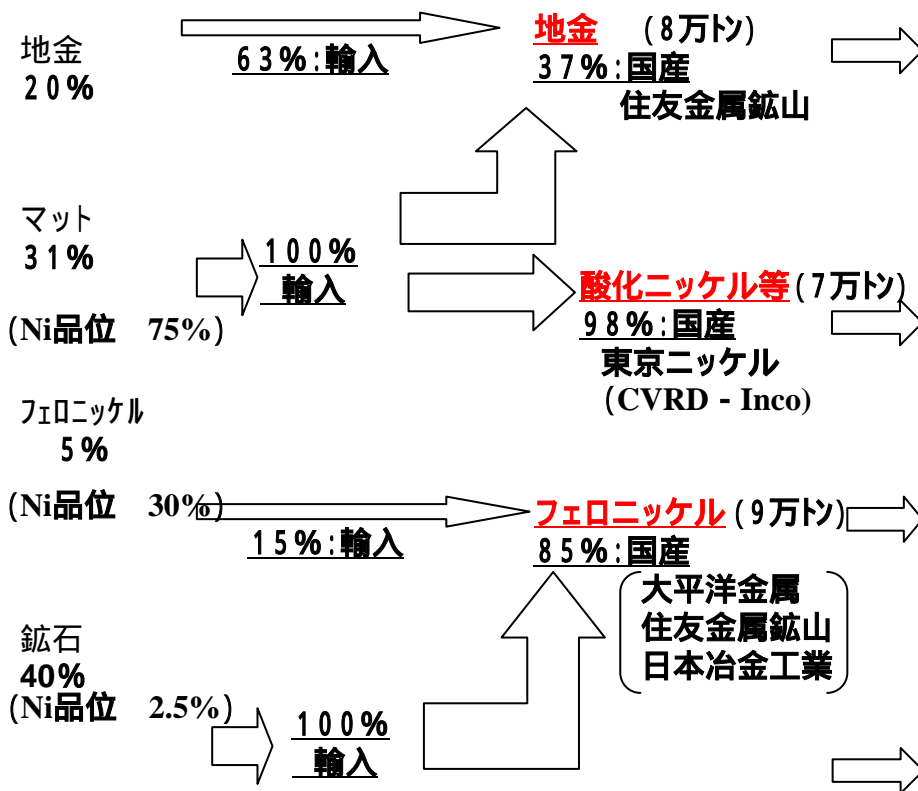 地金
20%
63%:輸入
地金 (8万トン)
37%:国産
住友金属鉱山
マット
31%
(Ni品位 75%)
100%
輸入
酸化ニッケル等(7万トン)
98%:国産
東京ニッケル
(CVRD - Inco)
フェロニッケル
5%
(Ni品位 30%)
15%:輸入
フェロニッケル(9万トン)
85%:国産
大平洋金属
住友金属鉱山
日本冶金工業
鉱石
40%
(Ni品位 2.5%)
100%
輸入